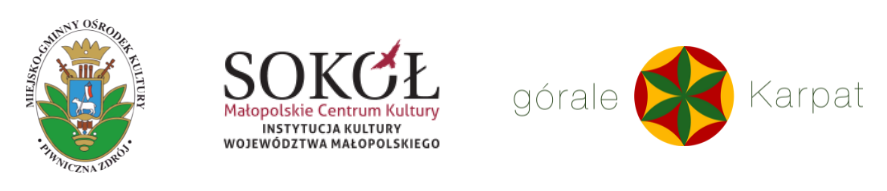 MIEJSKO-GMINNY OŚRODEK KULTURY
• PIWNICZNA ZDRÓJ •
SOKÓŁ
Małopolskie Centrum Kultury
INSTYTUCJA KULTURY
WOJEWÓDZTWA MAŁOPOLSKIEGO
górale Karpat